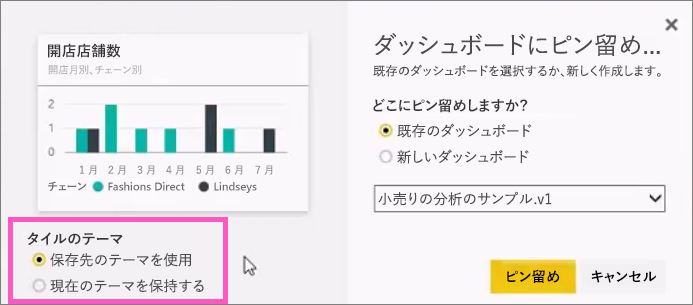 開店店舗数
開店月別、チェーン別
2
1
0
1 月 2 月 3 月 4 月 5 月 6 月 7 月
チェーン Fashions Direct Lindseys
タイルのテーマ
保存先のテーマを使用
現在のテーマを保持する
ダッシュボードにピン留め...
既存のダッシュボードを選択するか、新しく作成します。
どこにピン留めしますか?
既存のダッシュボード
新しいダッシュボード
小売りの分析のサンプル.v1
ピン留め キャンセル